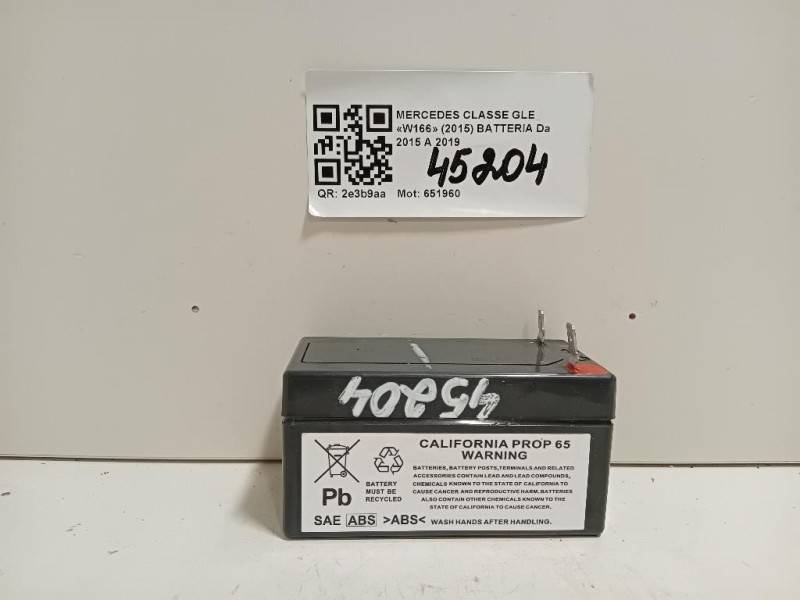 MERCEDES CLASSE GLE
«W166» (2015) BATTERIA Da
2015 A 2019
45204
QR: 2e3b9aa Mot: 651960
45204
CALIFORNIA PROP 65
WARNING
BATTERIES, BATTERY POSTS, TERMINALS AND RELATED
ACCESSORIES CONTAIN LEAD AND LEAD COMPOUNDS,
CHEMICALS KNOWN TO THE STATE OF CALIFORNIA TO
CAUSE CANCER AND REPRODUCTIVE HARM. BATTERIES
ALSO CONTAIN OTHER CHEMICALS KNOWN TO THE
STATE OF CALIFORNIA TO CAUSE CANCER.
WASH HANDS AFTER HANDLING.
Pb
BATTERY
MUST BE
RECYCLED
SAE ABS >ABS<